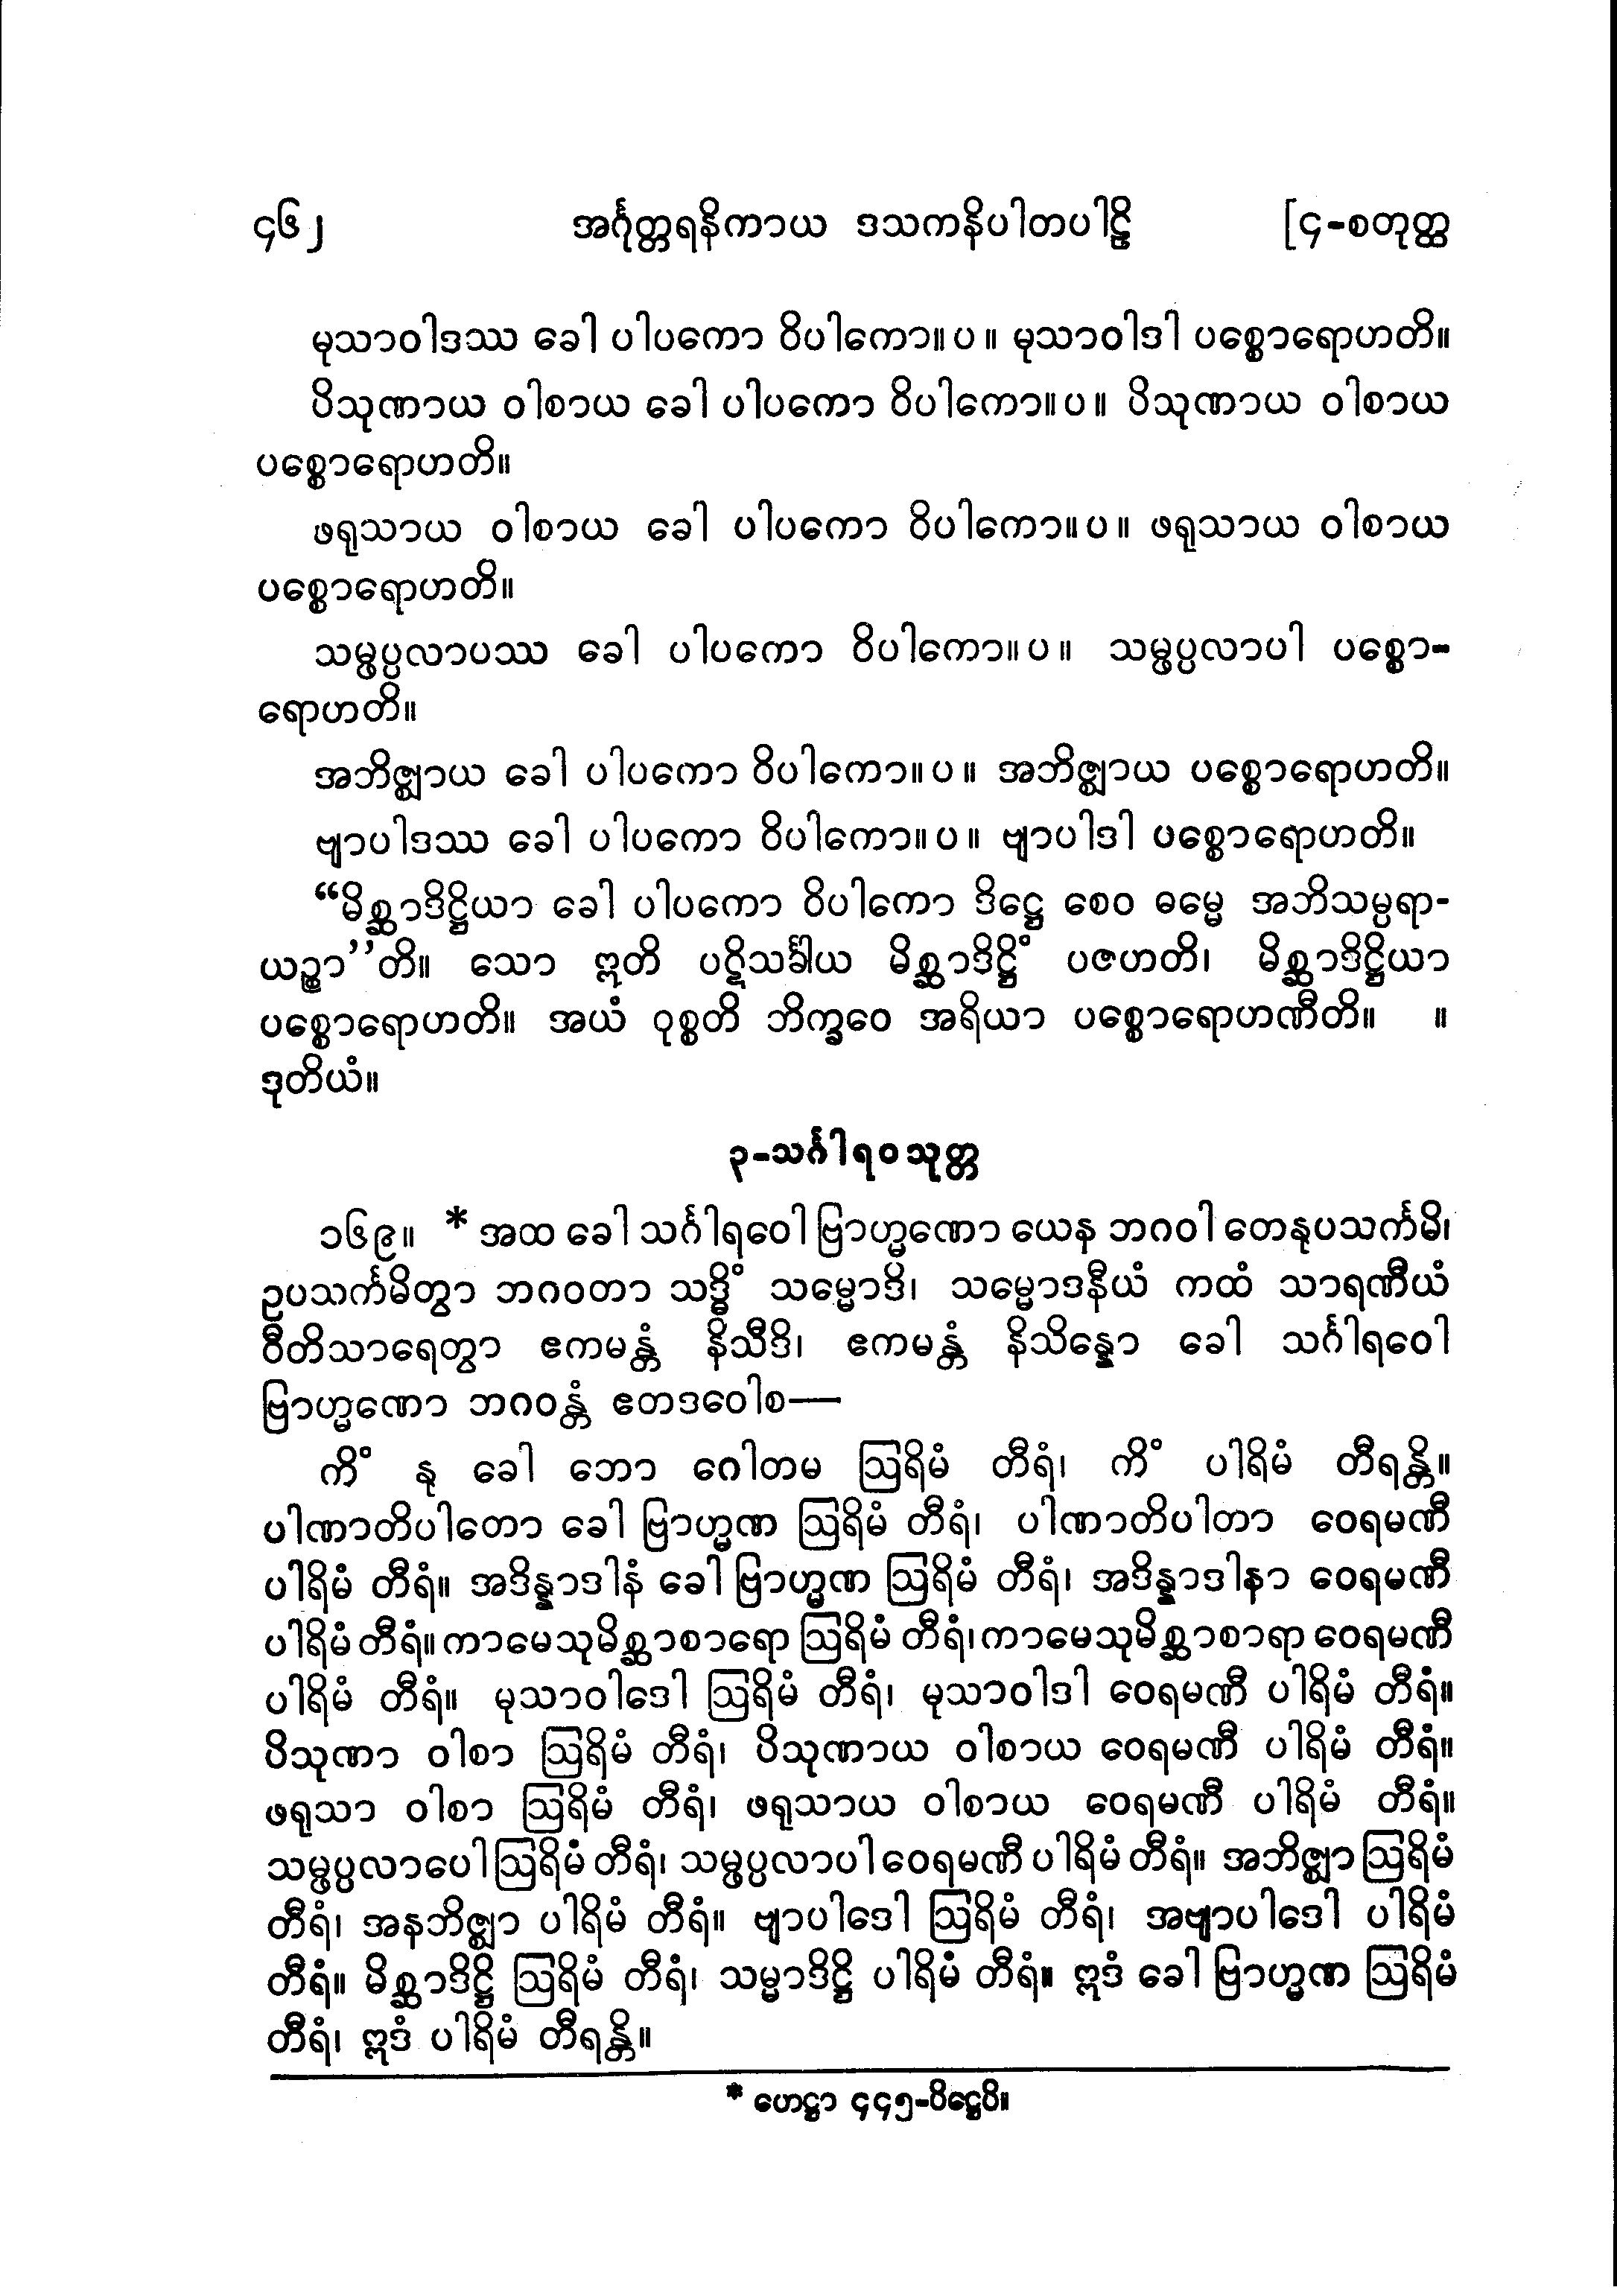 ၄၆၂ အင်္ဂုတ္တရနိကာယ ဒသကနိပါတပါဠိ [၄-စတုတ္ထ
မုသာဝါဒဿ ခေါ ပါပကော ဝိပါကော။ပ။ မုသာဝါဒါ ပစ္စောရောဟတိ။
ပိသုဏာယ ဝါစာယ ခေါ ပါပကော ဝိပါကော။ပ။ ပိသုဏာယ ဝါစာယ
ပစ္စောရောဟတိ။
ဖရုသာယ ဝါစာယ ခေါ ပါပကော ဝိပါကော။ပ။ ဖရုသာယ ဝါစာယ
ပစ္စောရောဟတိ။
သမ္ဖပ္ပလာပဿ ခေါ ပါပကော ဝိပါကော။ပ။ သမ္ဖပ္ပလာပါ ပစ္စော-
ရောဟတိ။
အဘိဇ္ဈာယ ခေါ ပါပကော ဝိပါကော။ပ။ အဘိဇ္ဈာယ ပစ္စောရောဟတိ။
ဗျာပါဒဿ ခေါ ပါပကော ဝိပါကော။ပ။ ဗျာပါဒါ ပစ္စောရောဟတိ။
“မိစ္ဆာဒိဋ္ဌိယာ ခေါ ပါပကော ဝိပါကော ဒိဋ္ဌေ စေဝ ဓမ္မေ အဘိသမ္ပရာ-
ယဉ္စာ”တိ။ သော ဣတိ ပဋိသင်္ခါယ မိစ္ဆာဒိဋ္ဌိံ ပဇဟတိ၊ မိစ္ဆာဒိဋ္ဌိယာ
ပစ္စောရောဟတိ။ အယံ ဝုစ္စတိ ဘိက္ခဝေ အရိယာ ပစ္စောရောဟဏီတိ။ ။
ဒုတိယံ။
၃-သင်္ဂါရဝသုတ္တ
၁၆၉။ * အထ ခေါ သင်္ဂါရဝေါ ဗြာဟ္မဏော ယေန ဘဂဝါ တေနုပသင်္ကမိ၊
ဥပသင်္ကမိတွာ ဘဂဝတာ သဒ္ဓိံ သမ္မောဒိ၊ သမ္မောဒနီယံ ကထံ သာရဏီယံ
ဝီတိသာရေတွာ ဧကမန္တံ နိသီဒိ၊ ဧကမန္တံ နိသိန္နော ခေါ သင်္ဂါရဝေါ
ဗြာဟ္မဏော ဘဂဝန္တံ ဧတဒဝေါစ—
ကိံ နု ခေါ ဘော ဂေါတမ ဩရိမံ တီရံ၊ ကိံ ပါရိမံ တီရန္တိ။
ပါဏာတိပါတော ခေါ ဗြာဟ္မဏ ဩရိမံ တီရံ၊ ပါဏာတိပါတာ ဝေရမဏီ
ပါရိမံ တီရံ။ အဒိန္နာဒါနံ ခေါ ဗြာဟ္မဏ ဩရိမံ တီရံ၊ အဒိန္နာဒါနာ ဝေရမဏီ
ပါရိမံ တီရံ။ ကာမေသုမိစ္ဆာစာရော ဩရိမံ တီရံ၊ ကာမေသုမိစ္ဆာစာရာ ဝေရမဏီ
ပါရိမံ တီရံ။ မုသာဝါဒေါ ဩရိမံ တီရံ၊ မုသာဝါဒါ ဝေရမဏီ ပါရိမံ တီရံ။
ပိသုဏာ ဝါစာ ဩရိမံ တီရံ၊ ပိသုဏာယ ဝါစာယ ဝေရမဏီ ပါရိမံ တီရံ။
ဖရုသာ ဝါစာ ဩရိမံ တီရံ၊ ဖရုသာယ ဝါစာယ ဝေရမဏီ ပါရိမံ တီရံ။
သမ္ဖပ္ပလာပေါ ဩရိမံ တီရံ၊ သမ္ဖပ္ပလာပါ ဝေရမဏီ ပါရိမံ တီရံ။ အဘိဇ္ဈာ ဩရိမံ
တီရံ၊ အနဘိဇ္ဈာ ပါရိမံ တီရံ။ ဗျာပါဒေါ ဩရိမံ တီရံ၊ အဗျာပါဒေါ ပါရိမံ
တီရံ။ မိစ္ဆာဒိဋ္ဌိ ဩရိမံ တီရံ၊ သမ္မာဒိဋ္ဌိ ပါရိမံ တီရံ။ ဣဒံ ခေါ ဗြာဟ္မဏ ဩရိမံ
တီရံ၊ ဣဒံ ပါရိမံ တီရန္တိ။
* ဟေဋ္ဌာ ၄၄၅-ပိဋ္ဌေပိ။